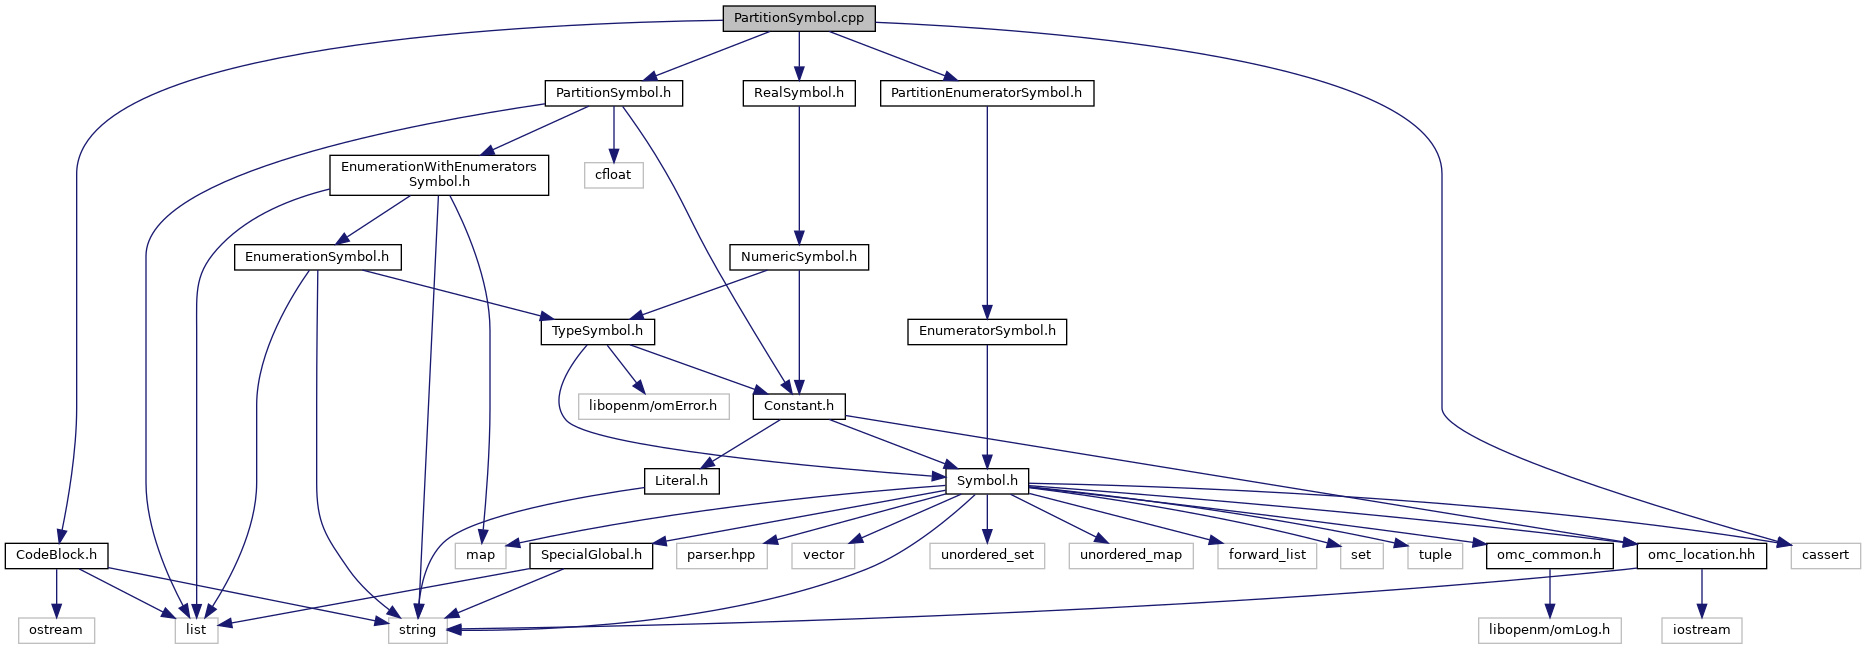 PartitionSymbol.cpp
PartitionSymbol.h
RealSymbol.h
PartitionEnumeratorSymbol.h
EnumerationWithEnumerators
Symbol.h
cfloat
EnumerationSymbol.h
NumericSymbol.h
TypeSymbol.h
EnumeratorSymbol.h
libopenm/omError.h
Constant.h
Literal.h
Symbol.h
CodeBlock.h
map
SpecialGlobal.h
parser.hpp
vector
unordered_set
unordered_map
forward_list
set
tuple
omc_common.h
omc_location.hh
cassert
ostream
list
string
libopenm/omLog.h
iostream